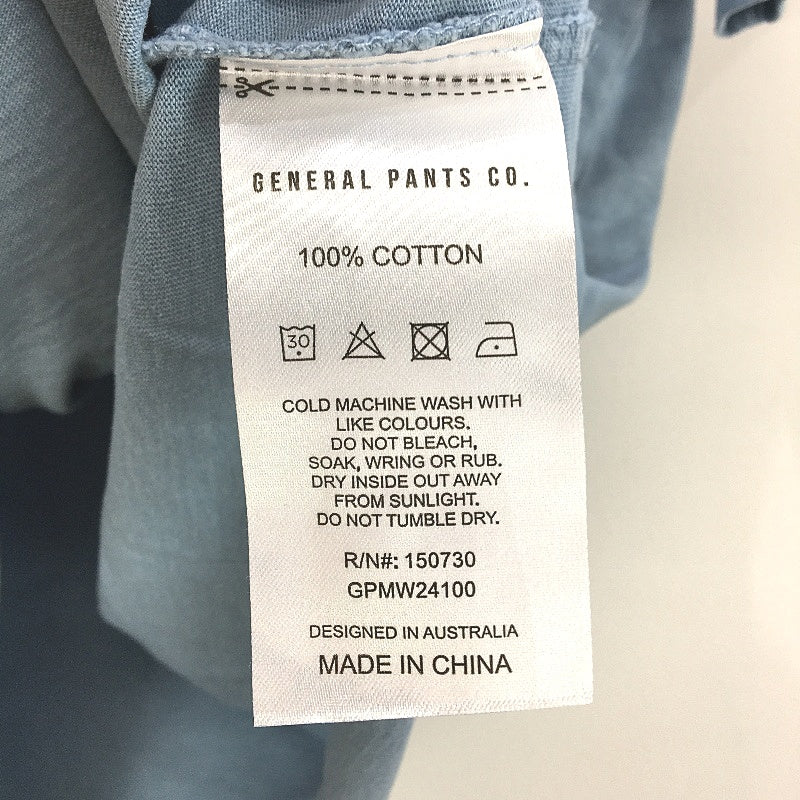 GENERAL PANTS CO.
100% COTTON
30
COLD MACHINE WASH WITH
LIKE COLOURS.
DO NOT BLEACH,
SOAK, WRING OR RUB.
DRY INSIDE OUT AWAY
FROM SUNLIGHT.
DO NOT TUMBLE DRY.
R/N#: 150730
GPMW24100
DESIGNED IN AUSTRALIA
MADE IN CHINA